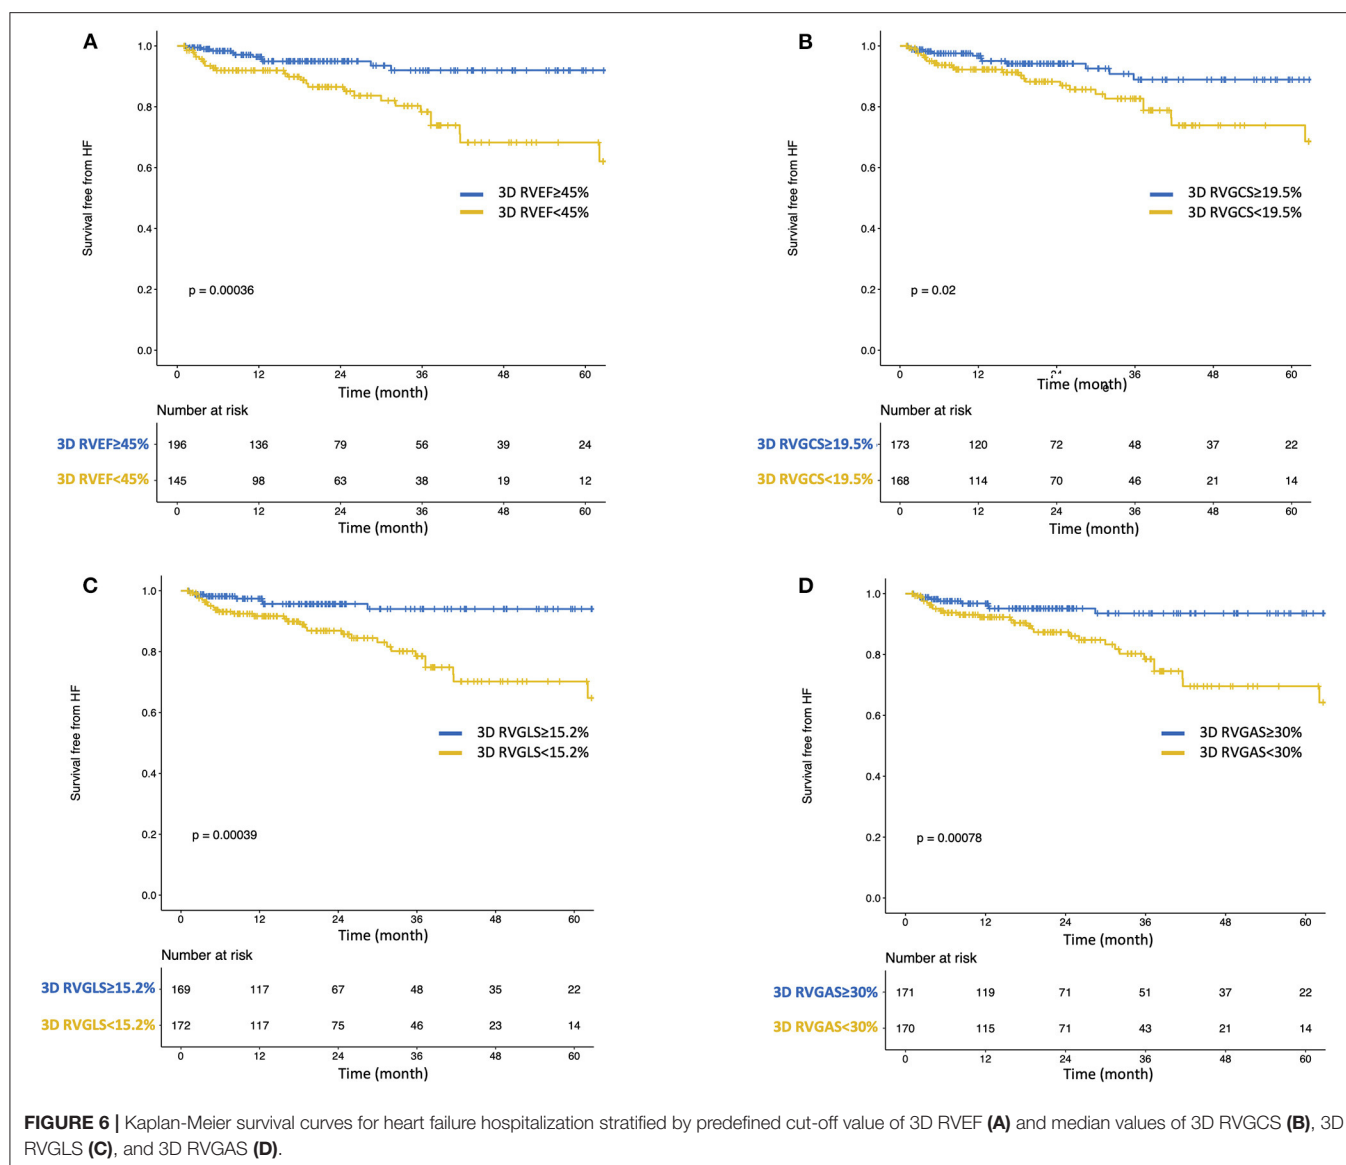 A
1.0
0.8
0.6
0.4
0.2
0.0
Survival free from HF
3D RVEF≥45%
3D RVEF<45%
p = 0.00036
0 12 24 36 48 60
Time (month)
Number at risk
3D RVEF≥45% 196 136 79 56 39 24
3D RVEF<45% 145 98 63 38 19 12
0 12 24 36 48 60
Time (month)
B
1.0
0.8
0.6
0.4
0.2
0.0
Survival free from HF
3D RVGCS≥19.5%
3D RVGCS<19.5%
p = 0.02
0 12 36 48 60
Time (month)
Number at risk
3D RVGCS≥19.5% 173 120 72 48 37 22
3D RVGCS<19.5% 168 114 70 46 21 14
0 12 24 36 48 60
Time (month)
C
1.0
0.8
0.6
0.4
0.2
0.0
Survival free from HF
3D RVGLS≥15.2%
3D RVGLS<15.2%
p = 0.00039
0 12 24 36 48 60
Time (month)
Number at risk
3D RVGLS≥15.2% 169 117 67 48 35 22
3D RVGLS<15.2% 172 117 75 46 23 14
0 12 24 36 48 60
Time (month)
D
1.0
0.8
0.6
0.4
0.2
0.0
Survival free from HF
3D RVGAS≥30%
3D RVGAS<30%
p = 0.00078
0 12 24 36 48 60
Time (month)
Number at risk
3D RVGAS≥30% 171 119 71 51 37 22
3D RVGAS<30% 170 115 71 43 21 14
0 12 24 36 48 60
Time (month)
FIGURE 6 | Kaplan-Meier survival curves for heart failure hospitalization stratified by predefined cut-off value of 3D RVEF (A) and median values of 3D RVGCS (B), 3D
RVGLS (C), and 3D RVGAS (D).